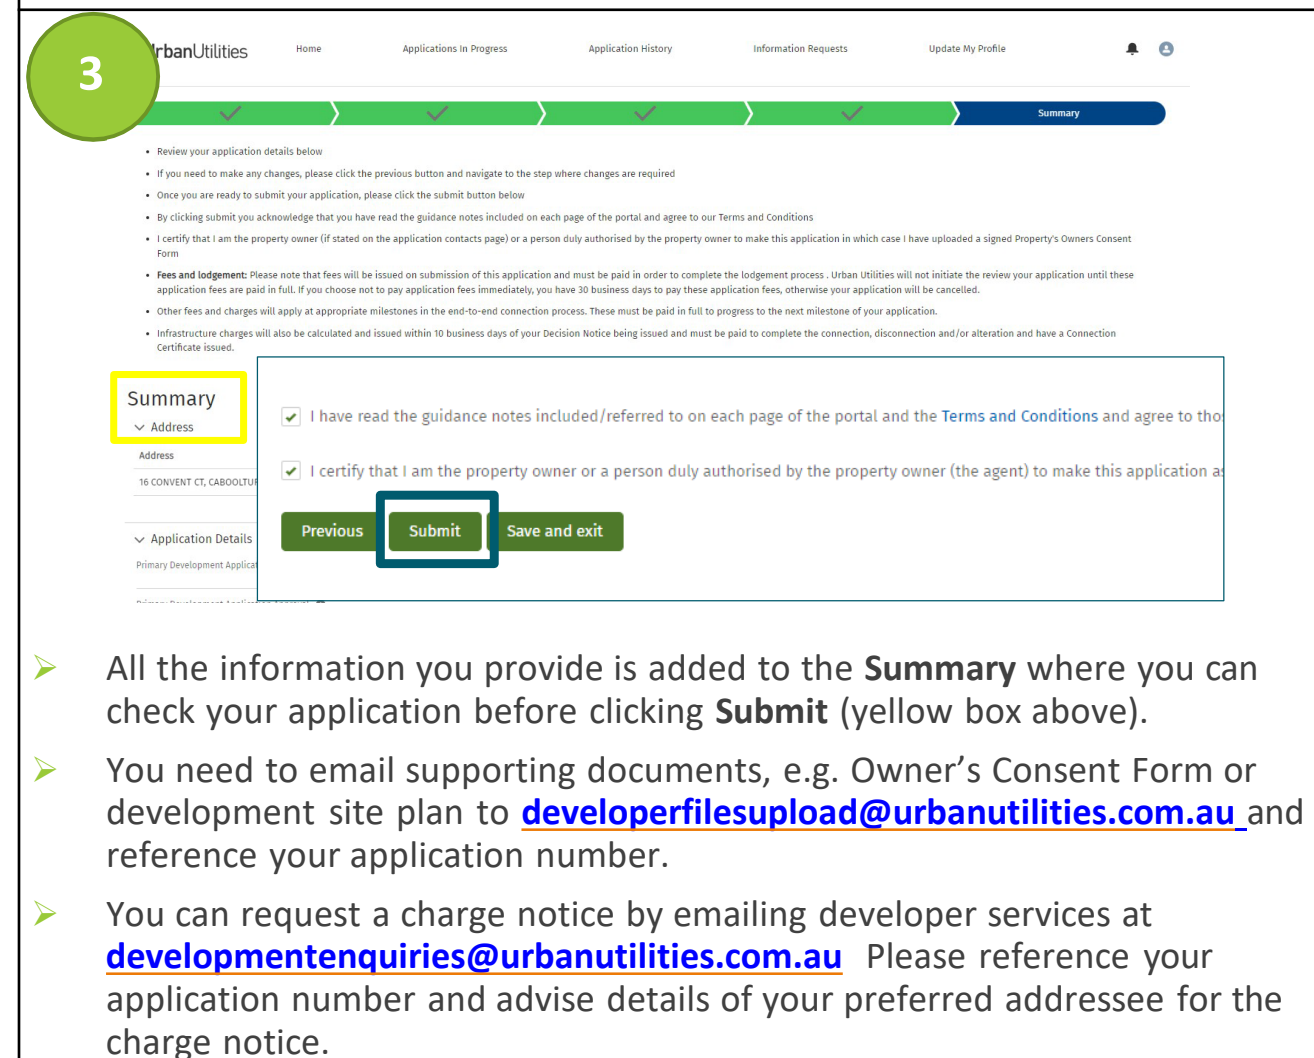 3
rbanUtilities
Home
Applications In Progress
Application History
Information Requests
Update My Profile
Summary
• Review your application details below
• If you need to make any changes, please click the previous button and navigate to the step where changes are required
• Once you are ready to submit your application, please click the submit button below
• By clicking submit you acknowledge that you have read the guidance notes included on each page of the portal and agree to our Terms and Conditions
• I certify that I am the property owner (if stated on the application contacts page) or a person duly authorised by the property owner to make this application in which case I have uploaded a signed Property's Owners Consent
Form
• Fees and lodgement: Please note that fees will be issued on submission of this application and must be paid in order to complete the lodgement process . Urban Utilities will not initiate the review your application until these
application fees are paid in full. If you choose not to pay application fees immediately, you have 30 business days to pay these application fees, otherwise your application will be cancelled.
• Other fees and charges will apply at appropriate milestones in the end-to-end connection process. These must be paid in full to progress to the next milestone of your application.
• Infrastructure charges will also be calculated and issued within 10 business days of your Decision Notice being issued and must be paid to complete the connection, disconnection and/or alteration and have a Connection
Certificate issued.
Summary
Address
Address
16 CONVENT CT, CABOOLTUR
Application Details
Primary Development Applicat
I have read the guidance notes included/referred to on each page of the portal and the Terms and Conditions and agree to thos
I certify that I am the property owner or a person duly authorised by the property owner (the agent) to make this application as
Previous
Submit
Save and exit
All the information you provide is added to the Summary where you can
check your application before clicking Submit (yellow box above).
You need to email supporting documents, e.g. Owner’s Consent Form or
development site plan to developerfilesupload@urbanutilities.com.au and
reference your application number.
You can request a charge notice by emailing developer services at
developmentenquiries@urbanutilities.com.au Please reference your
application number and advise details of your preferred addressee for the
charge notice.